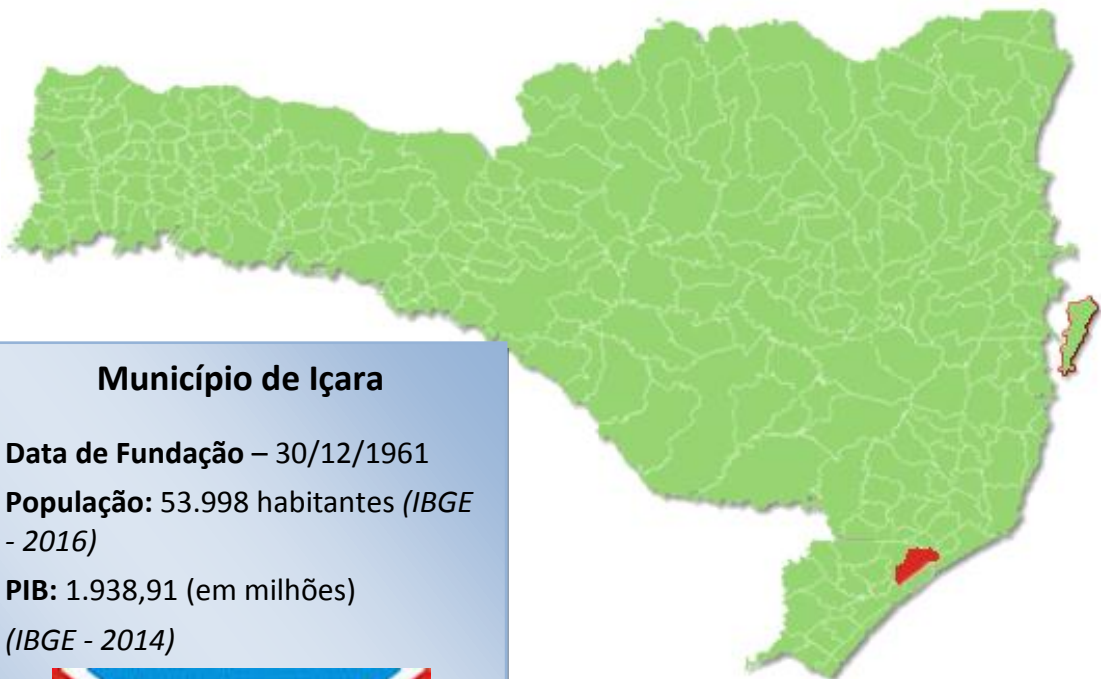 Município de Içara
Data de Fundação – 30/12/1961
População: 53.998 habitantes (IBGE
- 2016)
PIB: 1.938,91 (em milhões)
(IBGE - 2014)